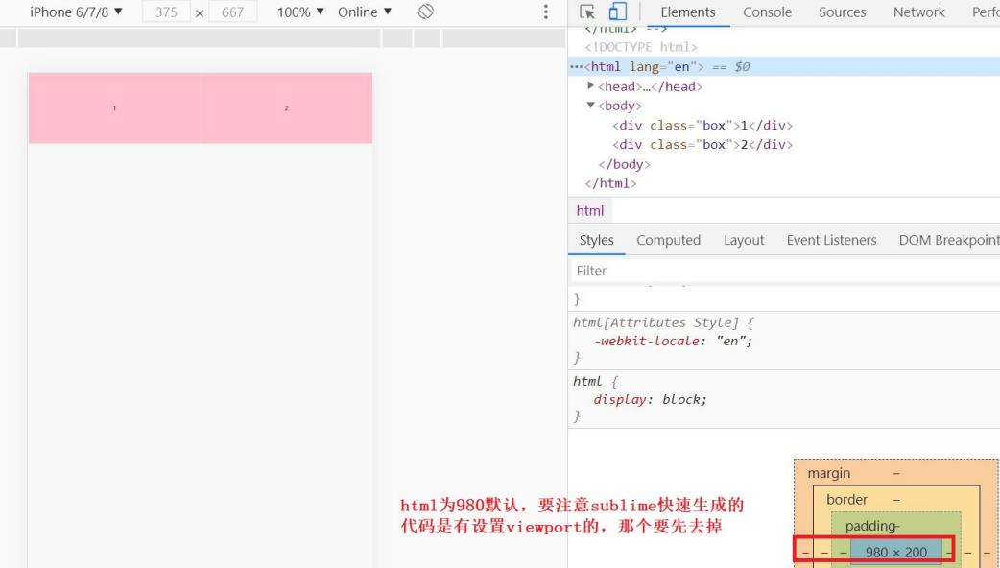 iPhone 6/7/8 ▼ 375 × 667 100% ▼ Online ▼
Elements Console Sources Network Perfo
</html> -->
<!DOCTYPE html>
···<html lang="en"> == $0
▶<head>…</head>
▼<body>
<div class="box">1</div>
<div class="box">2</div>
</body>
</html>
html
Styles Computed Layout Event Listeners DOM Breakpoint
Filter
}
html[Attributes Style] {
-webkit-locale: "en";
}
html {
display: block;
}
1 2
html为980默认，要注意sublime快速生成的
代码是有设置viewport的，那个要先去掉
margin –
border –
padding–
– – – 980 × 200 – – –